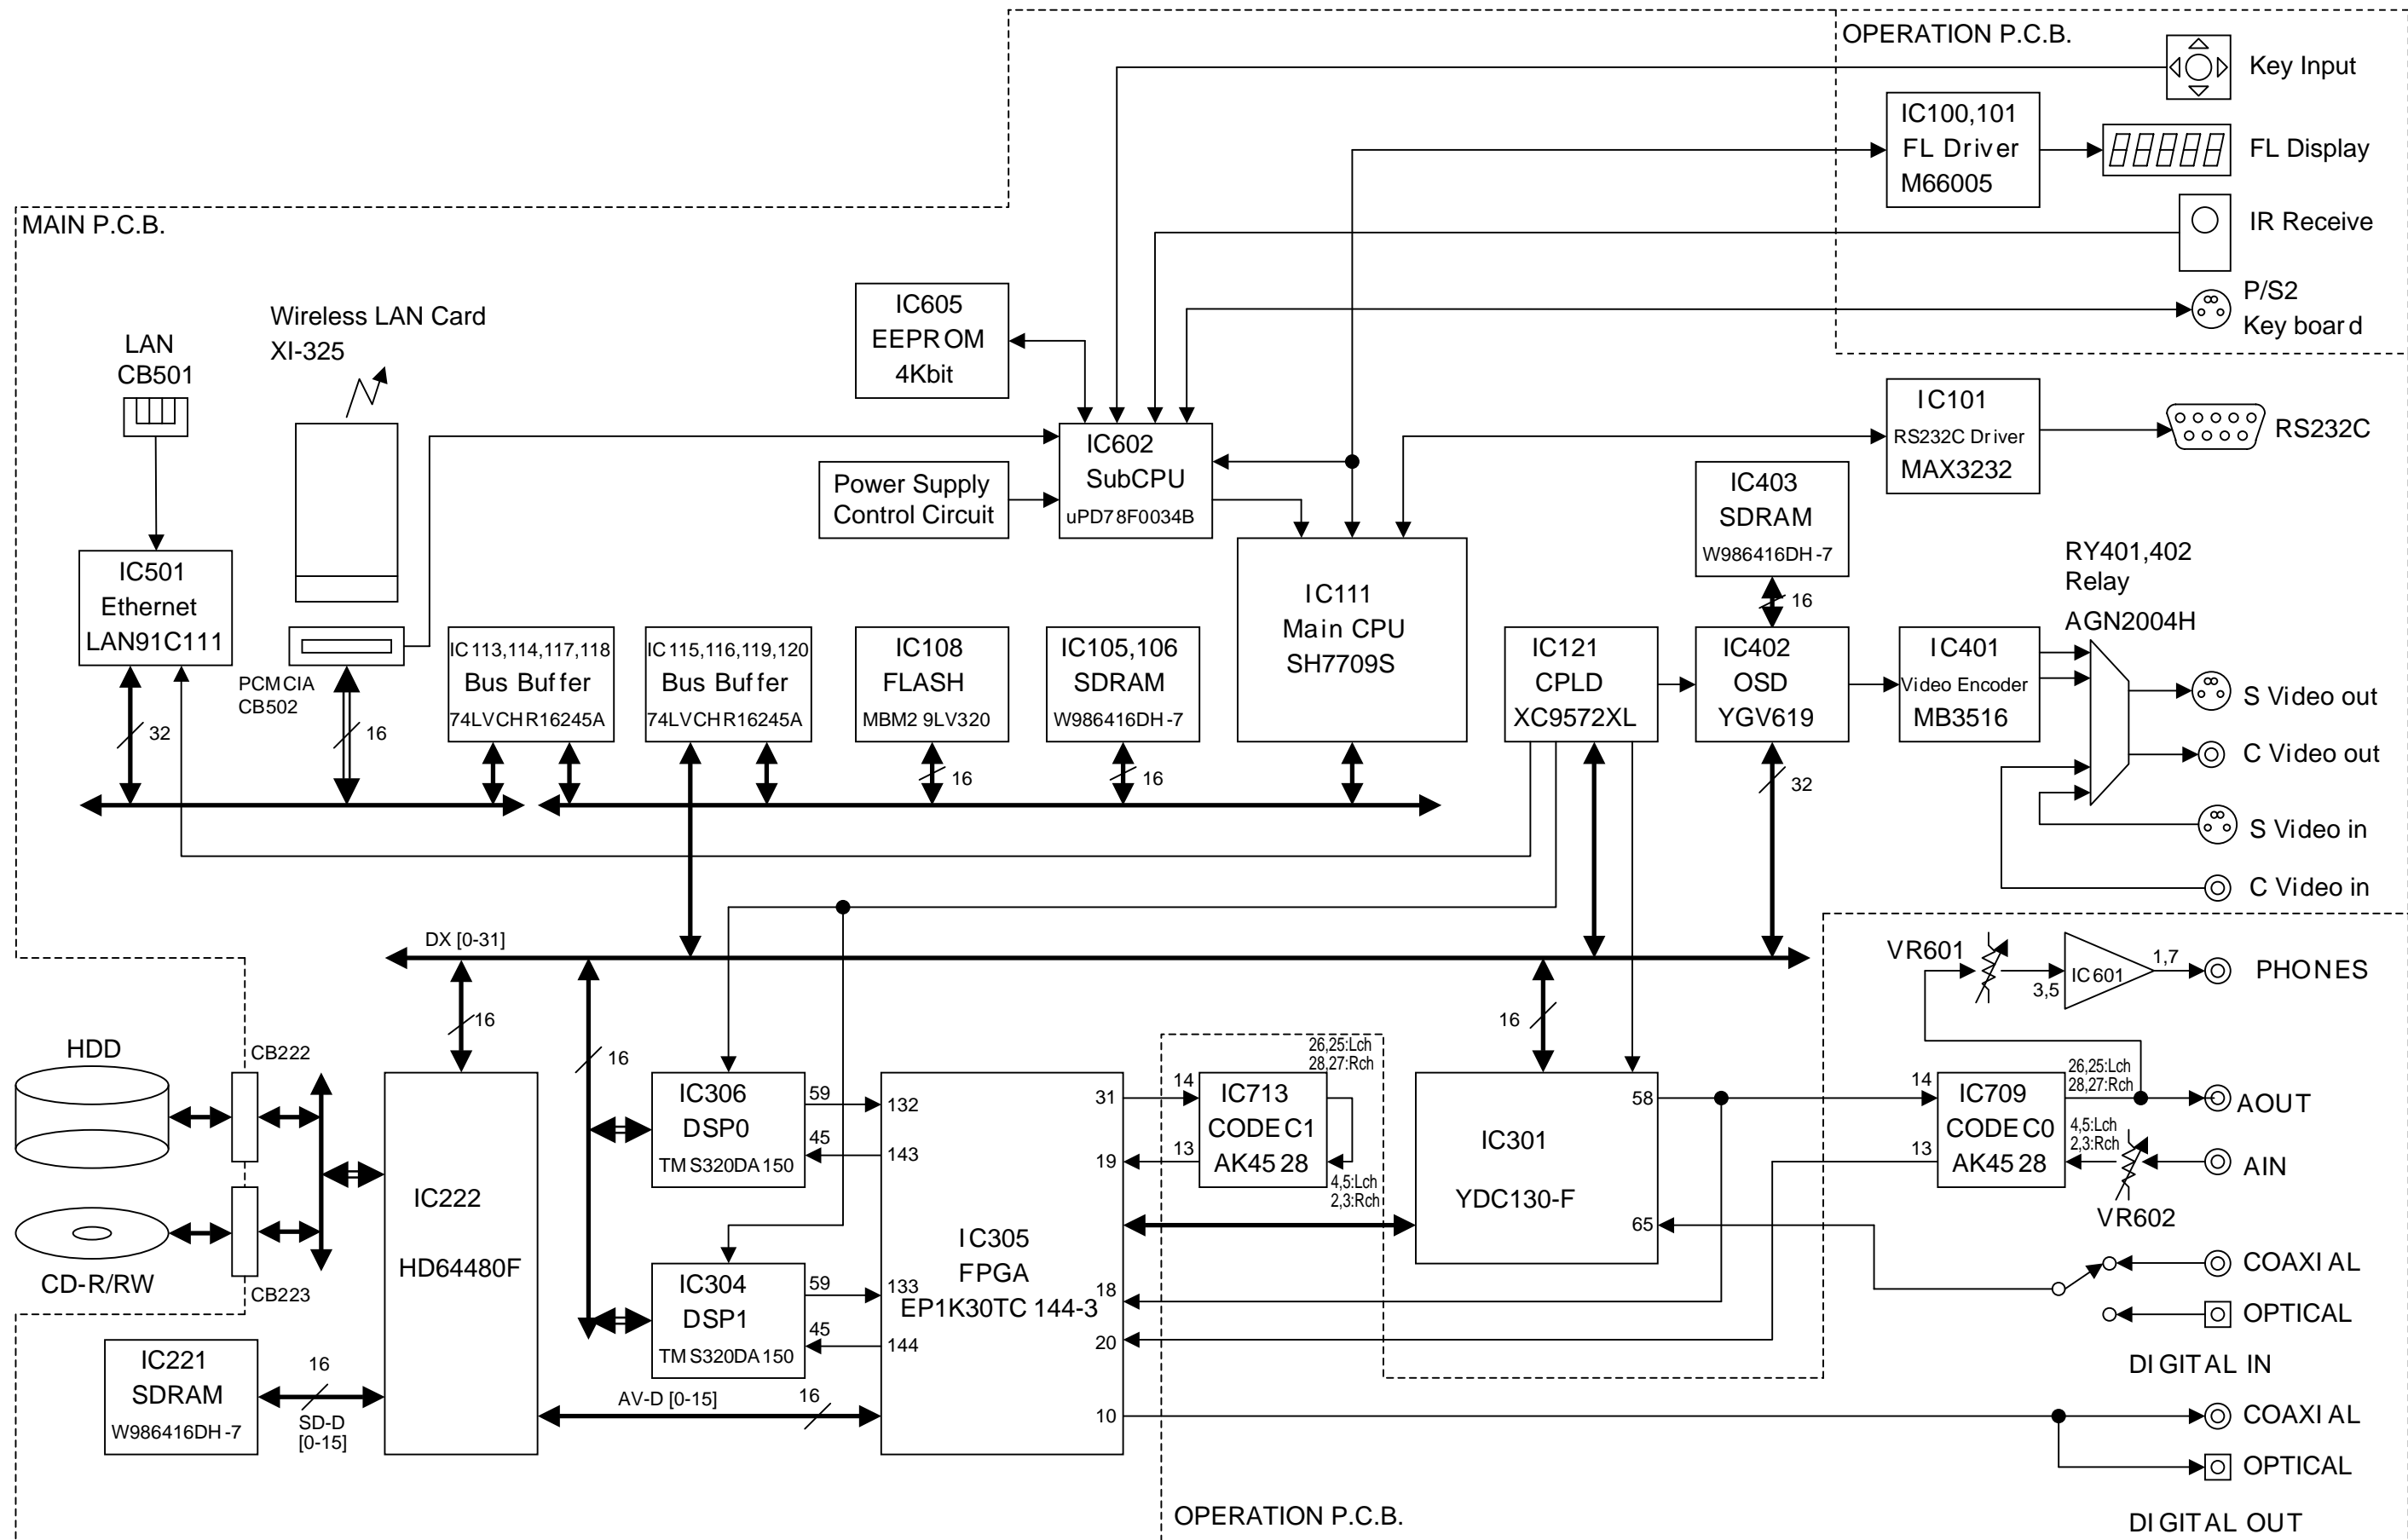 OPERATION P.C.B.
Key Input
IC100,101
FL Driver
M66005
FL Display
IR Receive
P/S2
Key board
MAIN P.C.B.
Wireless LAN Card
XI-325
LAN
CB501
IC605
EEPROM
4Kbit
IC602
SubCPU
uPD78F0034B
Power Supply
Control Circuit
IC101
RS232C Driver
MAX3232
RS232C
IC403
SDRAM
W986416DH-7
16
RY401,402
Relay
AGN2004H
IC501
Ethernet
LAN91C111
32
PCMCIA
CB502
16
IC113,114,117,118
Bus Buffer
74LVCHR16245A
IC115,116,119,120
Bus Buffer
74LVCHR16245A
IC108
FLASH
MBM29LV320
16
IC105,106
SDRAM
W986416DH-7
16
IC111
Main CPU
SH7709S
IC121
CPLD
XC9572XL
IC402
OSD
YGV619
32
IC401
Video Encoder
MB3516
S Video out
C Video out
S Video in
C Video in
DX [0-31]
16
16
16
VR601
3,5
IC601
1,7
PHONES
HDD
CB222
CD-R/RW
CB223
IC222
HD64480F
IC221
SDRAM
W986416DH-7
16
SD-D
[0-15]
AV-D [0-15]
16
IC306
DSP0
TMS320DA150
59
45
IC304
DSP1
TMS320DA150
59
45
132
143
133
144
IC305
FPGA
EP1K30TC144-3
31
19
18
20
10
14
13
IC713
CODEC1
AK4528
26,25:Lch
28,27:Rch
4,5:Lch
2,3:Rch
IC301
YDC130-F
58
65
14
13
IC709
CODEC0
AK4528
26,25:Lch
28,27:Rch
4,5:Lch
2,3:Rch
AOUT
AIN
VR602
COAXIAL
OPTICAL
DIGITAL IN
COAXIAL
OPTICAL
DIGITAL OUT
OPERATION P.C.B.